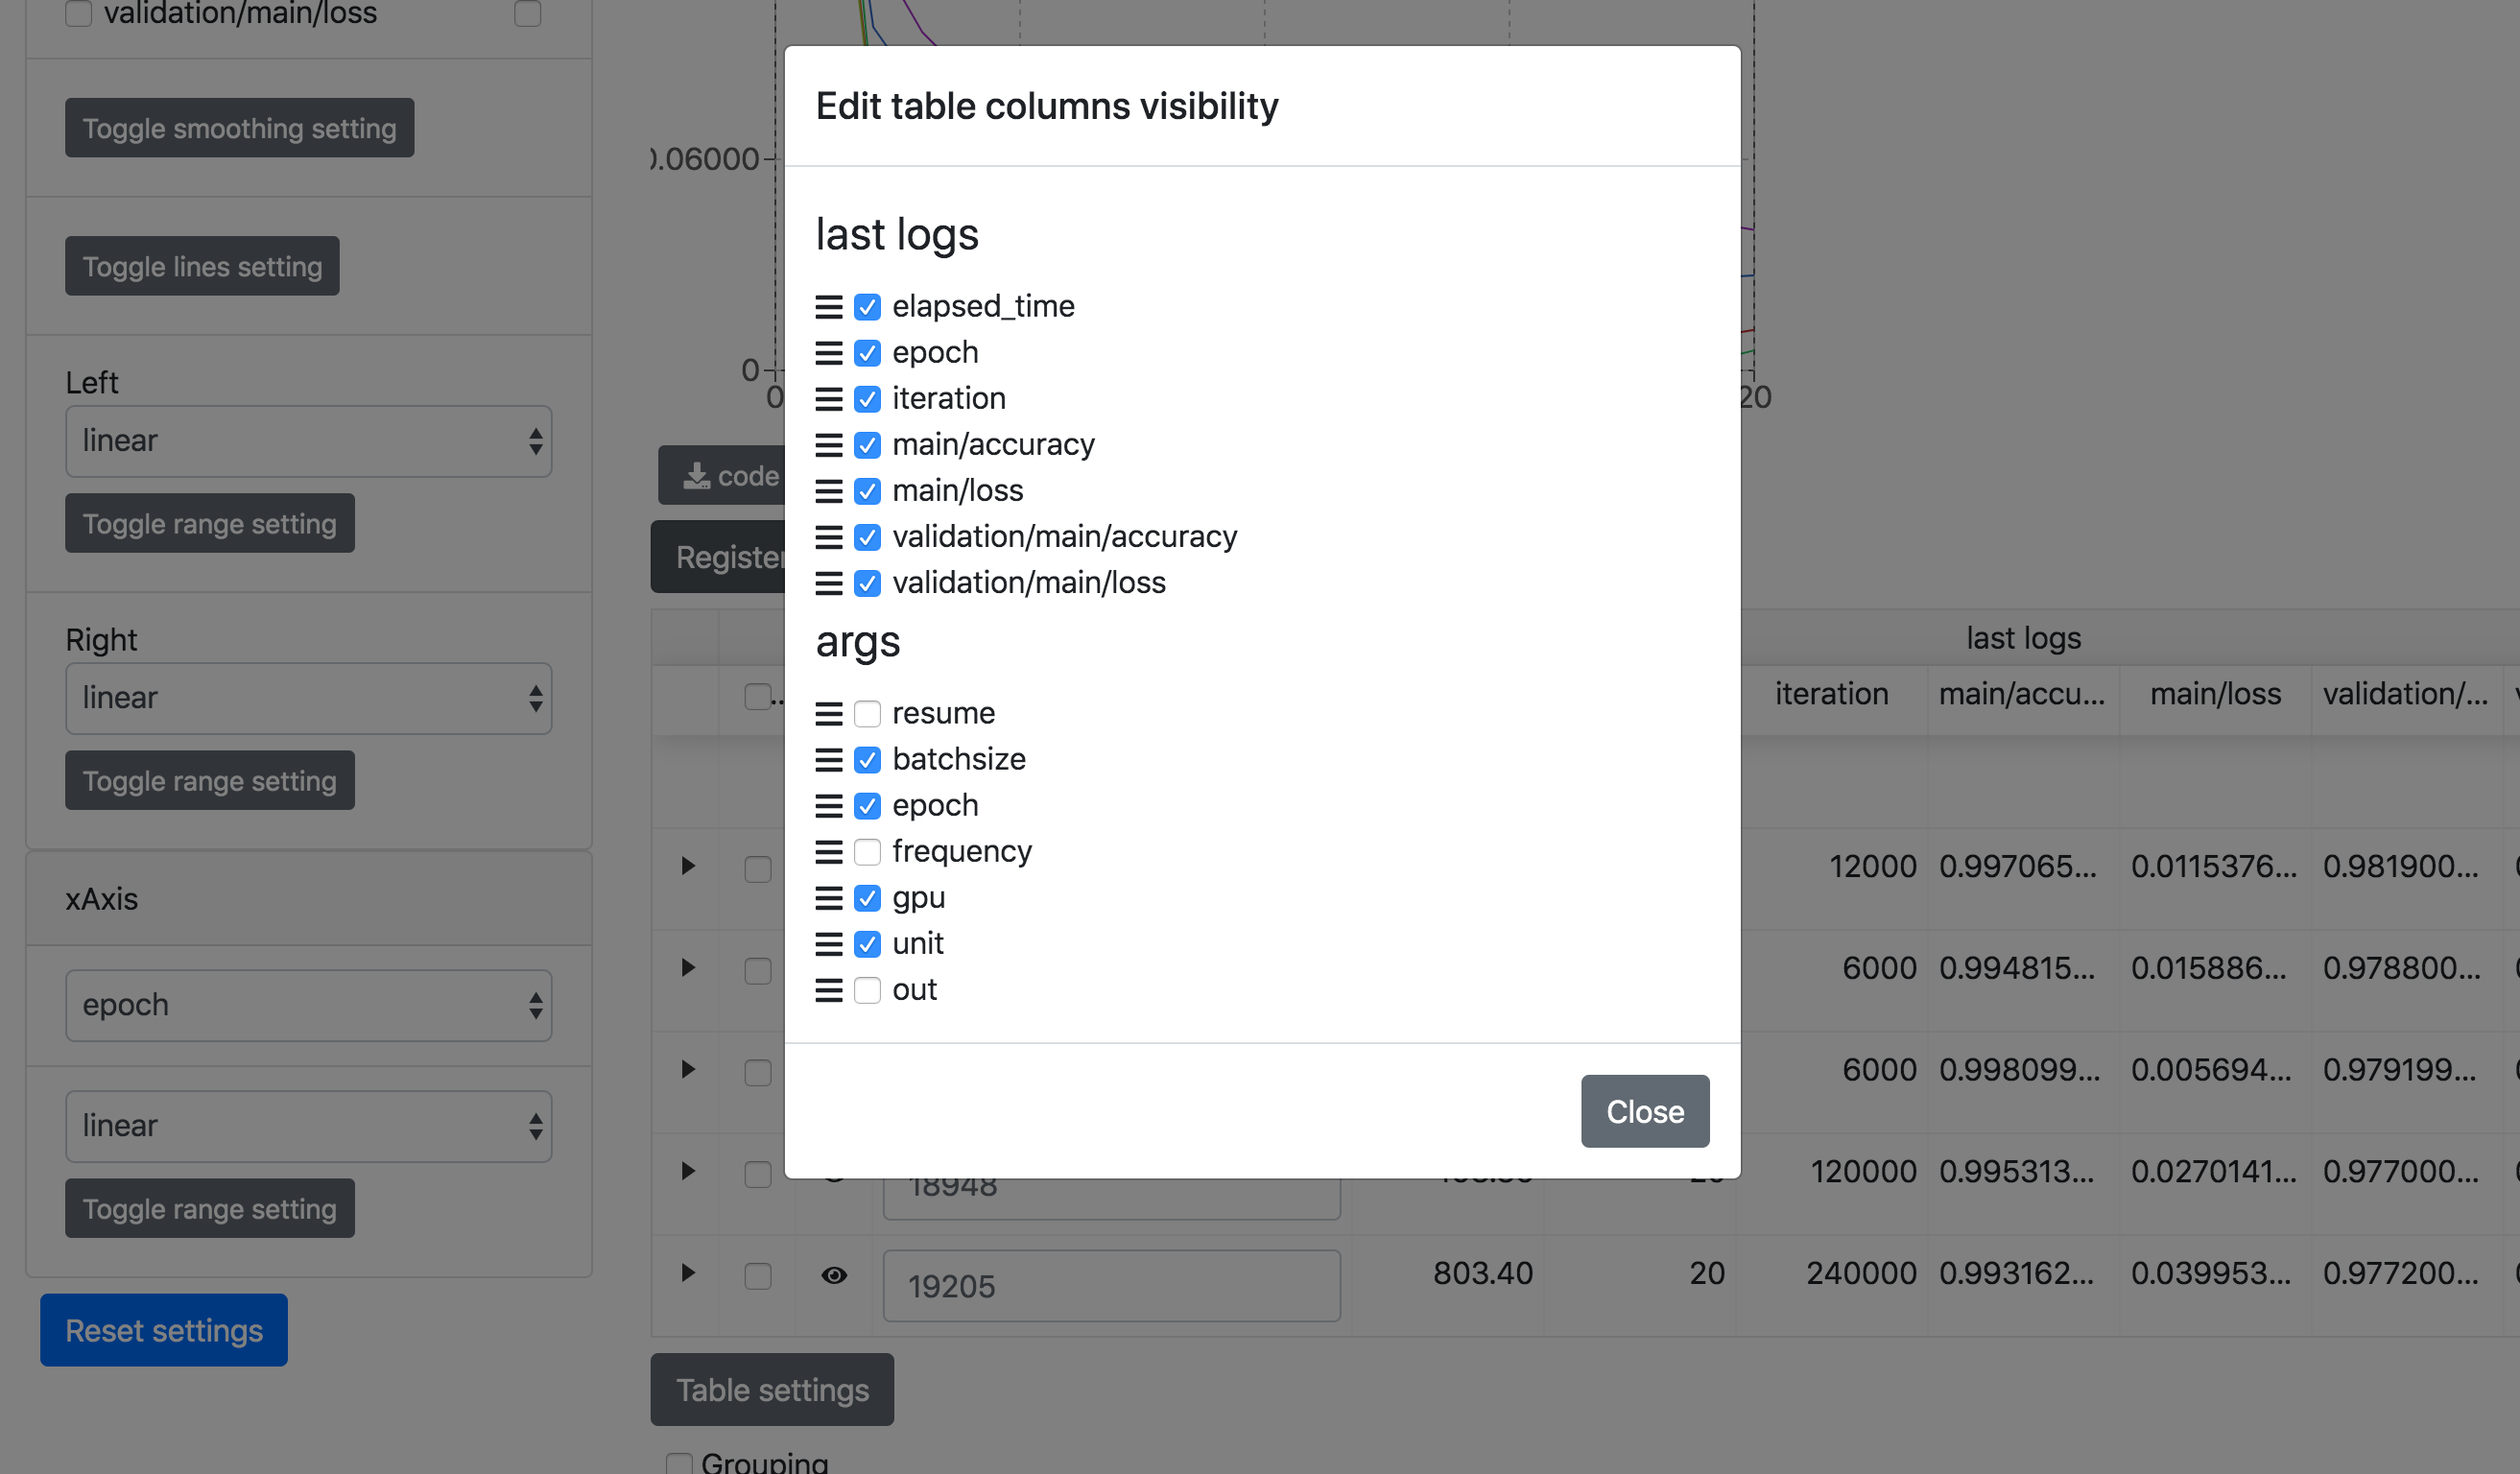 validation/main/loss
Toggle smoothing setting
Toggle lines setting
Left
linear
Toggle range setting
Right
linear
Toggle range setting
xAxis
epoch
linear
Toggle range setting
Reset settings
0.06000
0
0
20
code
Register
Edit table columns visibility
last logs
elapsed_time
epoch
iteration
main/accuracy
main/loss
validation/main/accuracy
validation/main/loss
args
resume
batchsize
epoch
frequency
gpu
unit
out
Close
last logs
... iteration main/accu... main/loss validation/...
12000 0.997065... 0.0115376... 0.981900...
6000 0.994815... 0.015886... 0.978800...
6000 0.998099... 0.005694... 0.979199...
18948 20 120000 0.995313... 0.0270141... 0.977000...
19205 803.40 20 240000 0.993162... 0.039953... 0.977200...
Table settings
Grouping